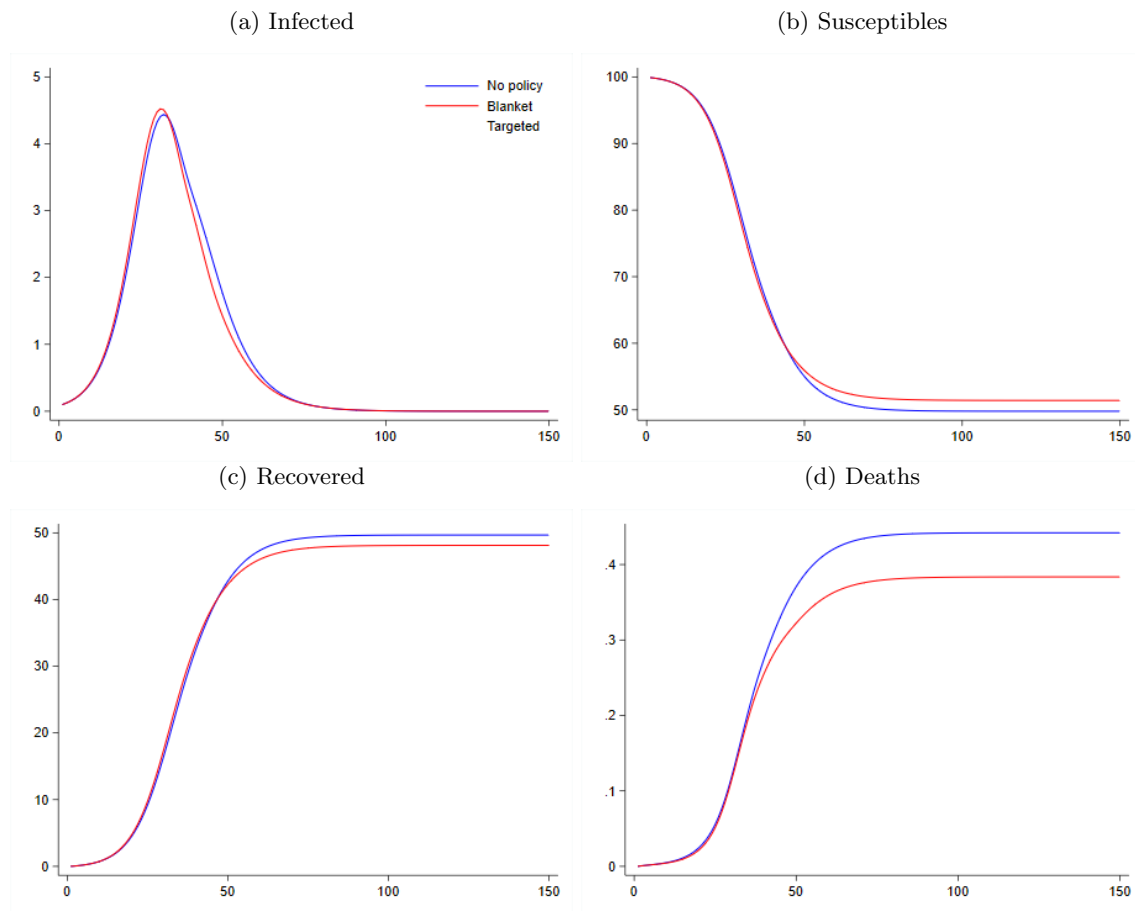 (a) Infected
(b) Susceptibles
5
4
3
2
1
0
0 50 100 150
No policy
Blanket
Targeted
100
90
80
70
60
50
0 50 100 150
(c) Recovered
(d) Deaths
50
40
30
20
10
0
0 50 100 150
.4
.3
.2
.1
0
0 50 100 150